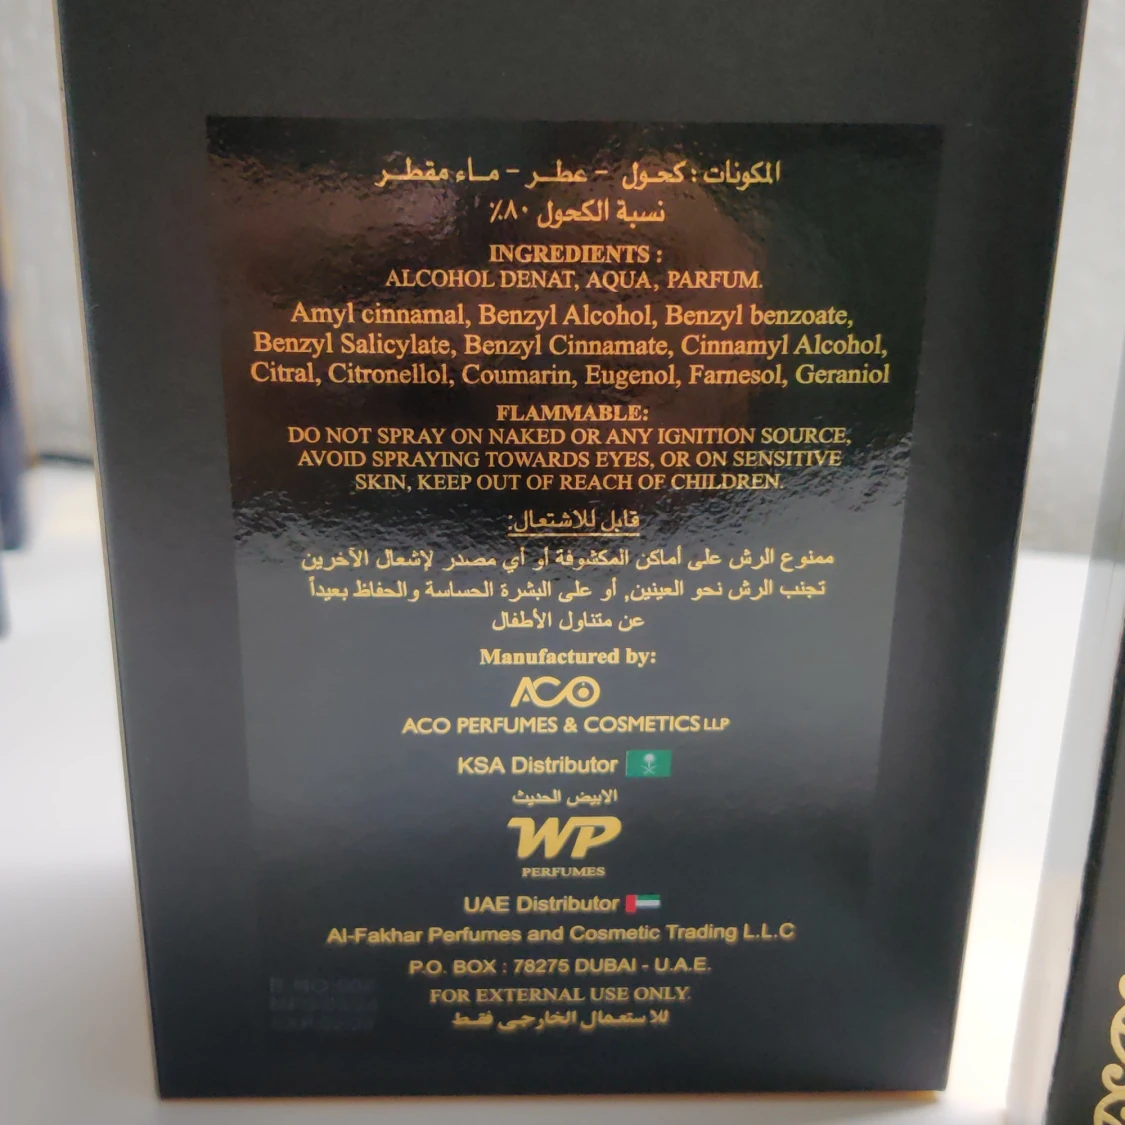 المكونات : كحول - عطر - ماء مقطر
نسبة الكحول ٨٠٪
INGREDIENTS :
ALCOHOL DENAT, AQUA, PARFUM.
Amyl cinnamal, Benzyl Alcohol, Benzyl benzoate,
Benzyl Salicylate, Benzyl Cinnamate, Cinnamyl Alcohol,
Citral, Citronellol, Coumarin, Eugenol, Farnesol, Geraniol
FLAMMABLE:
DO NOT SPRAY ON NAKED OR ANY IGNITION SOURCE,
AVOID SPRAYING TOWARDS EYES, OR ON SENSITIVE
SKIN, KEEP OUT OF REACH OF CHILDREN.
قابل للاشتعال:
ممنوع الرش على أماكن المكشوفة أو أي مصدر لإشعال الآخرين
تجنب الرش نحو العينين, أو على البشرة الحساسة والحفاظ بعيداً
عن متناول الأطفال
Manufactured by:
ACO
ACO PERFUMES & COSMETICS LLP
KSA Distributor
الابيض الحديث
WP
PERFUMES
UAE Distributor
Al-Fakhar Perfumes and Cosmetic Trading L.L.C
P.O. BOX : 78275 DUBAI - U.A.E.
FOR EXTERNAL USE ONLY.
للاستعمال الخارجي فقط